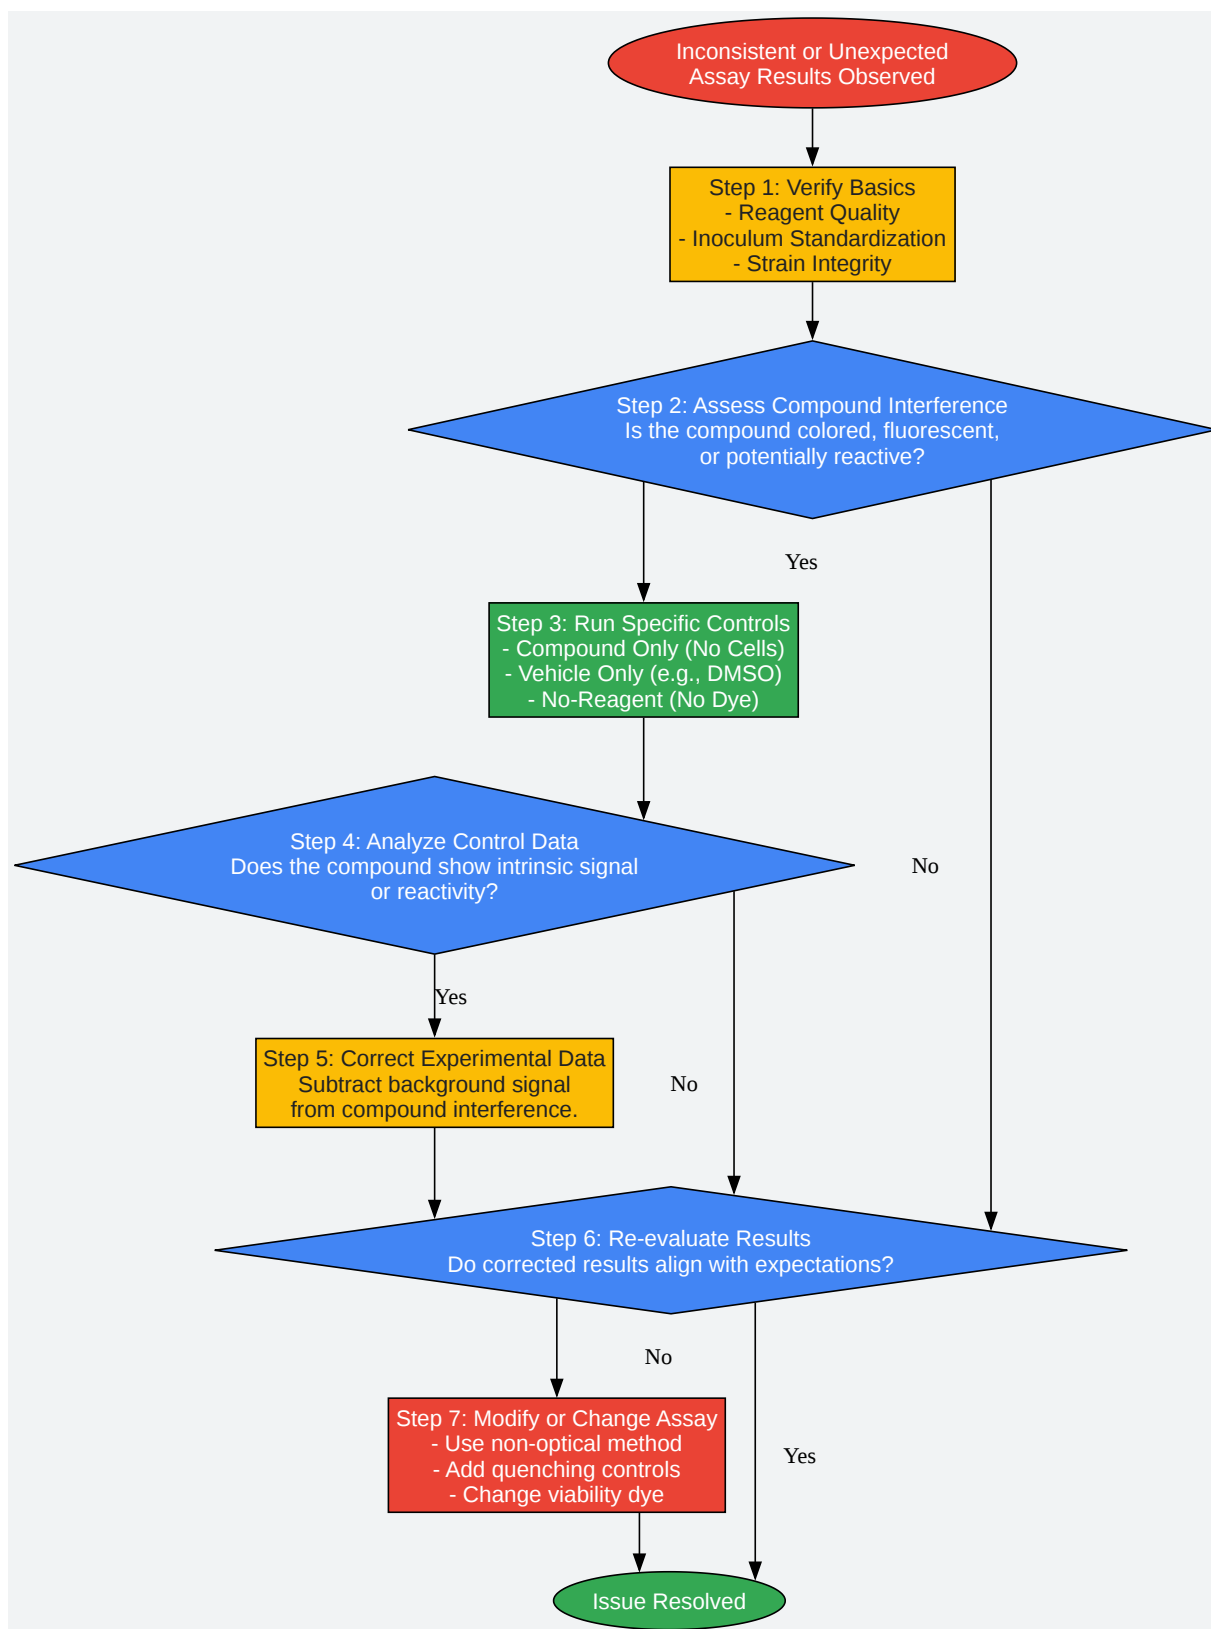 Inconsistent or Unexpected
Assay Results Observed
Step 1: Verify Basics
- Reagent Quality
- Inoculum Standardization
- Strain Integrity
Step 2: Assess Compound Interference
Is the compound colored, fluorescent,
or potentially reactive?
Yes
Step 3: Run Specific Controls
- Compound Only (No Cells)
- Vehicle Only (e.g., DMSO)
- No-Reagent (No Dye)
Step 4: Analyze Control Data
Does the compound show intrinsic signal
or reactivity?
No
Yes
Step 5: Correct Experimental Data
Subtract background signal
from compound interference.
No
Step 6: Re-evaluate Results
Do corrected results align with expectations?
No
Step 7: Modify or Change Assay
- Use non-optical method
- Add quenching controls
- Change viability dye
Yes
Issue Resolved